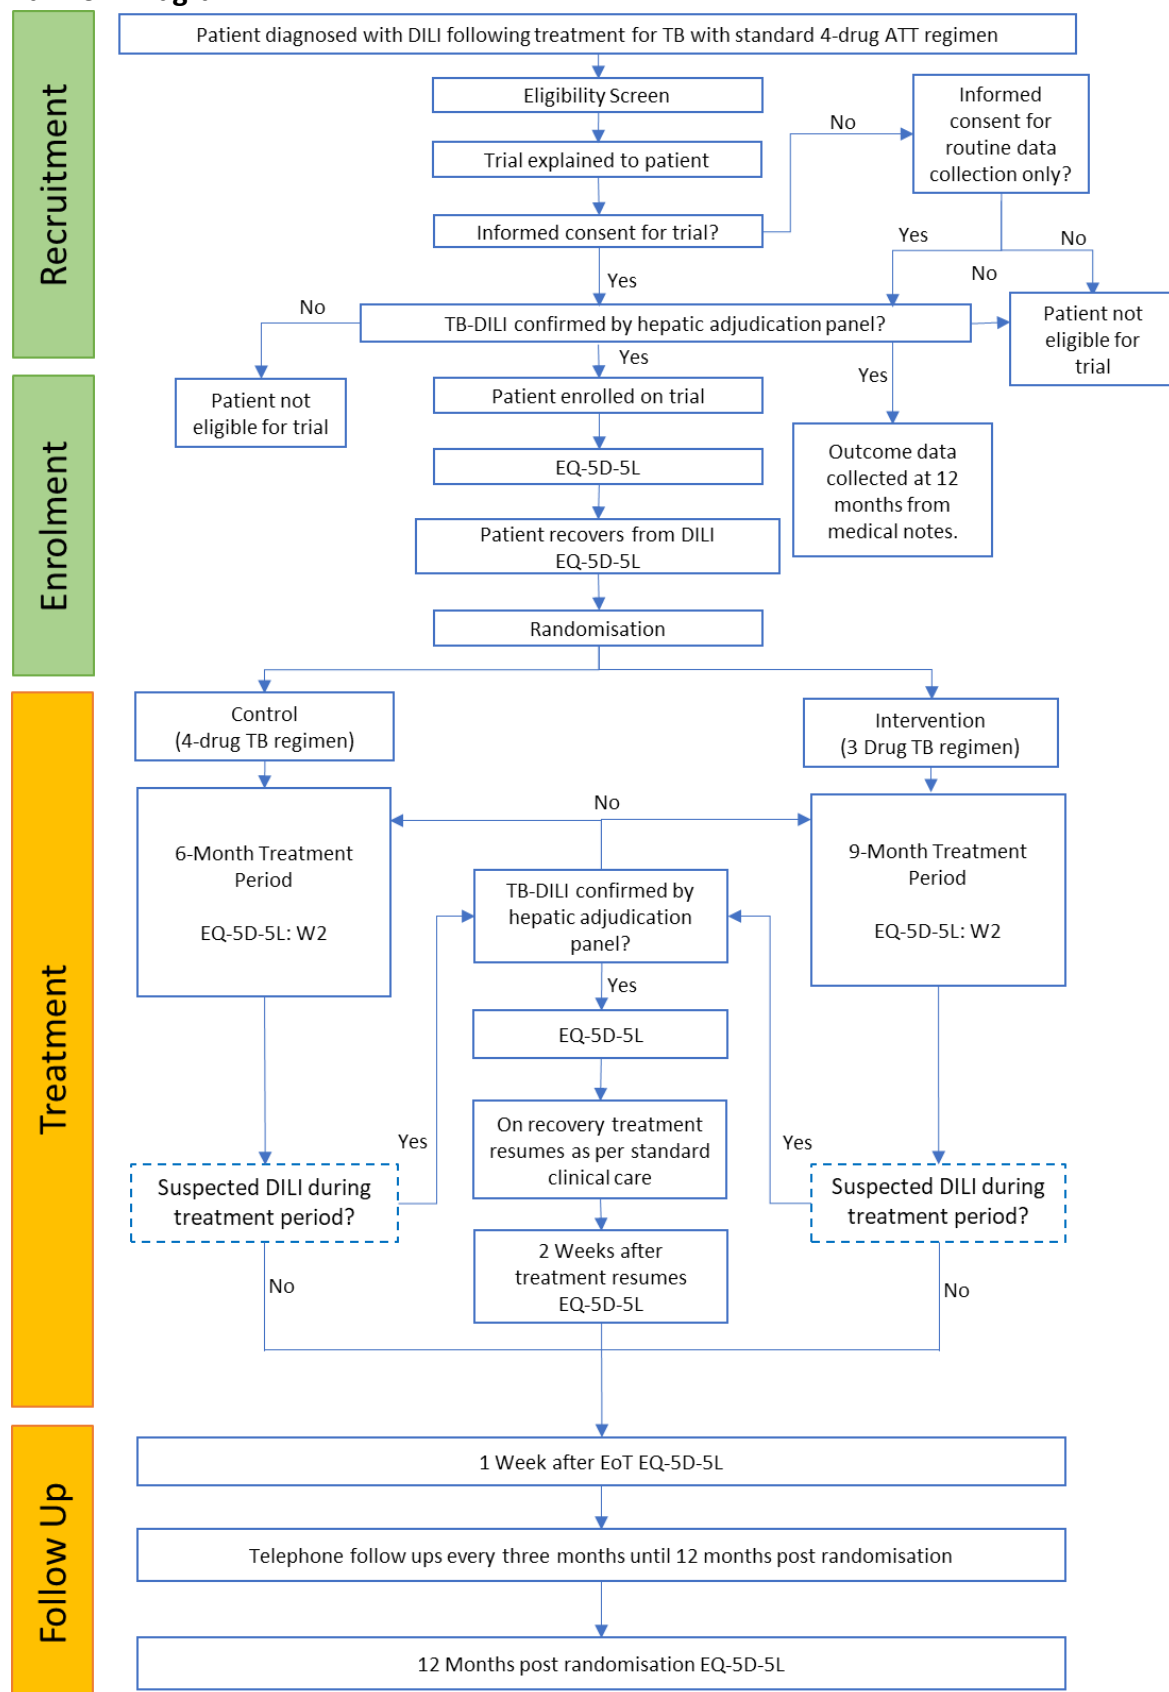 Recruitment
Patient diagnosed with DILI following treatment for TB with standard 4-drug ATT regimen
Eligibility Screen
Trial explained to patient
Informed consent for trial?
No
Informed
consent for
routine data
collection only?
Yes
No
Yes
No
No
TB-DILI confirmed by hepatic adjudication panel?
Patient not
eligible for
trial
Yes
Yes
Patient not
eligible for trial
Enrolment
Patient enrolled on trial
EQ-5D-5L
Outcome data
collected at 12
months from
medical notes.
Patient recovers from DILI
EQ-5D-5L
Randomisation
Treatment
Control
(4-drug TB regimen)
Intervention
(3 Drug TB regimen)
6-Month Treatment
Period
EQ-5D-5L: W2
No
9-Month Treatment
Period
EQ-5D-5L: W2
TB-DILI confirmed by
hepatic adjudication
panel?
Yes
EQ-5D-5L
On recovery treatment
resumes as per standard
clinical care
Yes
Yes
Suspected DILI during
treatment period?
Suspected DILI during
treatment period?
2 Weeks after
treatment resumes
EQ-5D-5L
No
No
Follow Up
1 Week after EoT EQ-5D-5L
Telephone follow ups every three months until 12 months post randomisation
12 Months post randomisation EQ-5D-5L